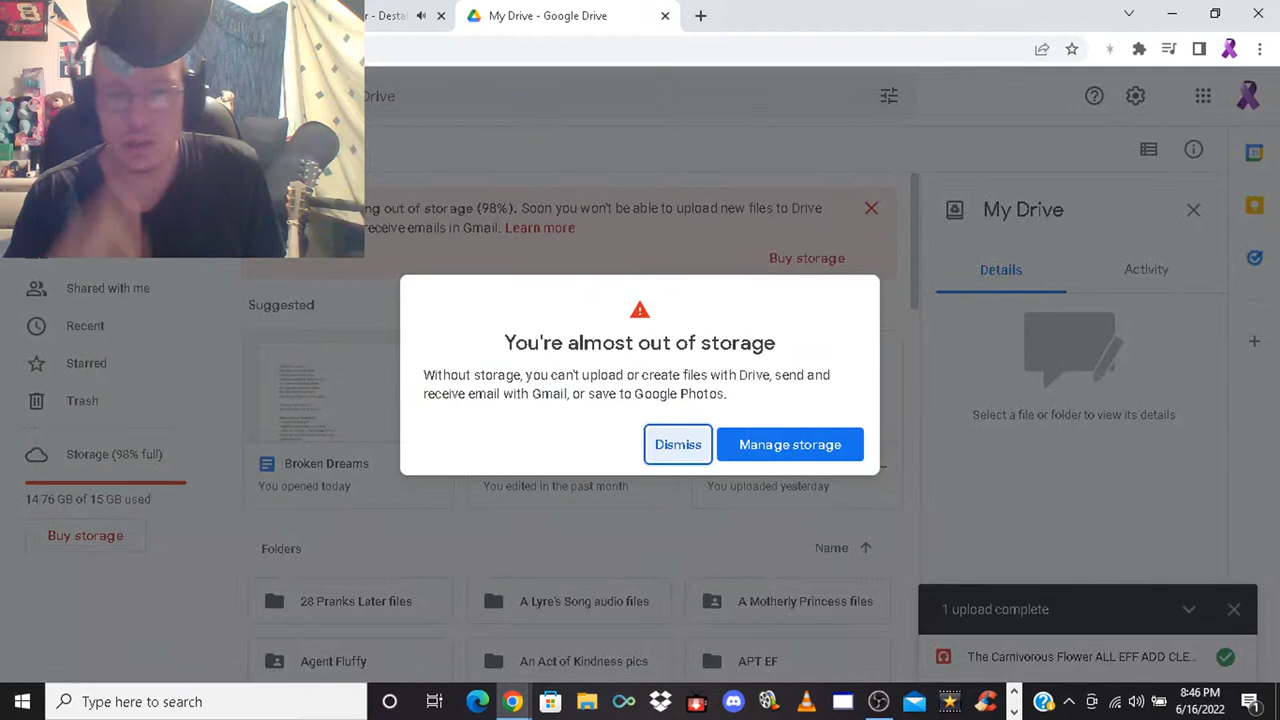 r - Desta
My Drive - Google Drive
Drive
ng out of storage (98%). Soon you won't be able to upload new files to Drive
receive emails in Gmail. Learn more
Buy storage
My Drive
Details
Activity
Select a file or folder to view its details
Shared with me
Recent
Starred
Trash
Storage (98% full)
14.76 GB of 15 GB used
Buy storage
Suggested
You're almost out of storage
Without storage, you can't upload or create files with Drive, send and
receive email with Gmail, or save to Google Photos.
Dismiss
Manage storage
Broken Dreams
...
You opened today
You edited in the past month
You uploaded yesterday
Folders
Name
28 Pranks Later files
A Lyre's Song audio files
A Motherly Princess files
Agent Fluffy
An Act of Kindness pics
APT EF
1 upload complete
The Carnivorous Flower ALL EFF ADD CLE...
Type here to search
8:46 PM
6/16/2022